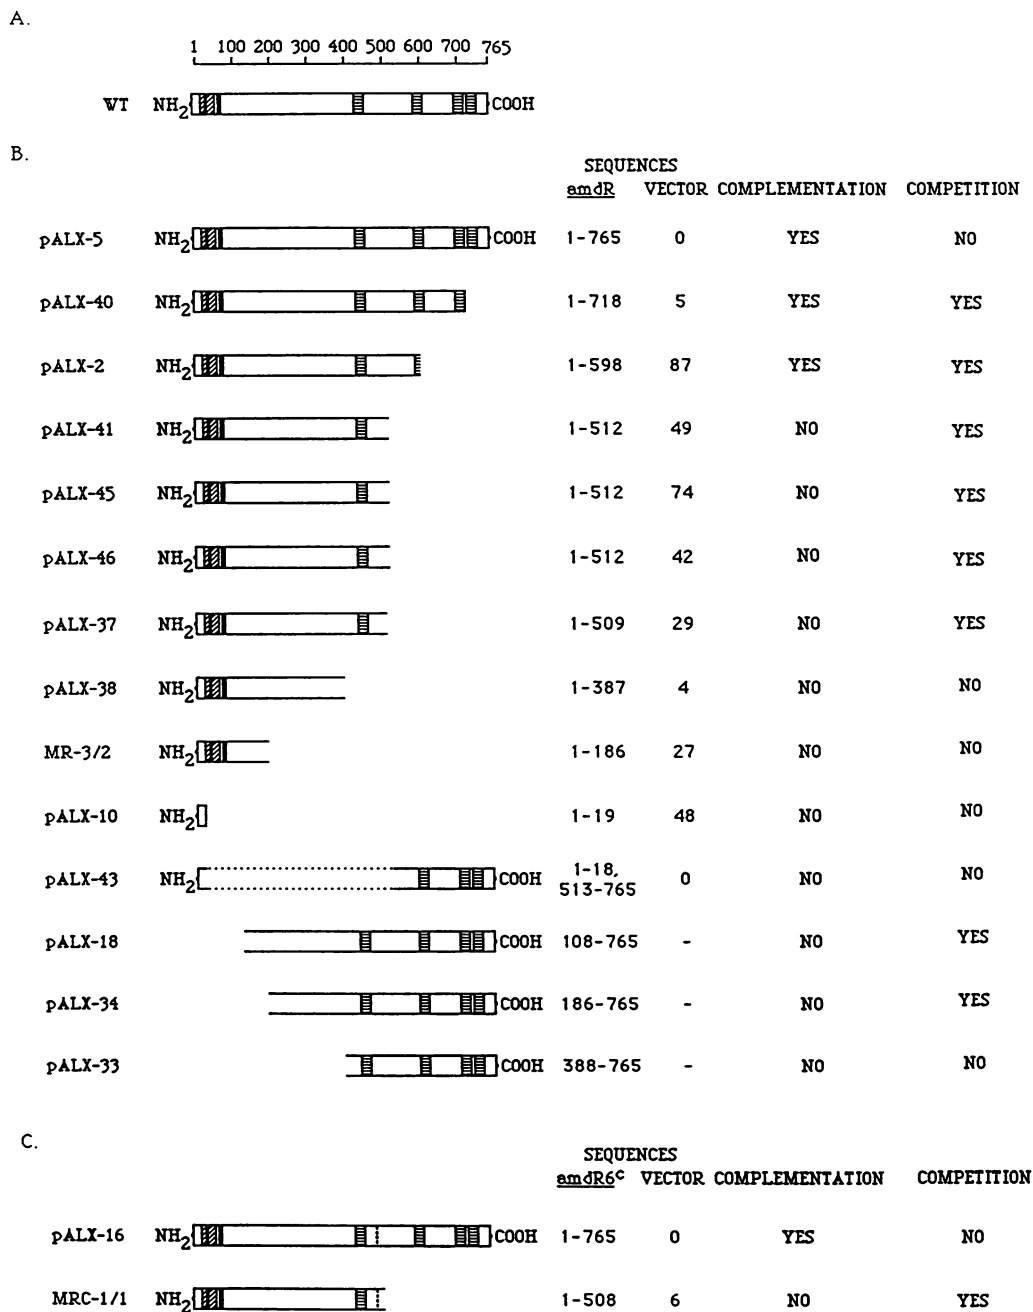 A.
1 100 200 300 400 500 600 700 765
WT NH2 COOH
B.
SEQUENCES
amdR VECTOR COMPLEMENTATION COMPETITION
pALX-5 NH2 COOH 1-765 0 YES NO
pALX-40 NH2 1-718 5 YES YES
pALX-2 NH2 1-598 87 YES YES
pALX-41 NH2 1-512 49 NO YES
pALX-45 NH2 1-512 74 NO YES
pALX-46 NH2 1-512 42 NO YES
pALX-37 NH2 1-509 29 NO YES
pALX-38 NH2 1-387 4 NO NO
MR-3/2 NH2 1-186 27 NO NO
pALX-10 NH2 1-19 48 NO NO
pALX-43 NH2 COOH 1-18, 0 NO NO
513-765
pALX-18 COOH 108-765 - NO YES
pALX-34 COOH 186-765 - NO YES
pALX-33 COOH 388-765 - NO NO
C.
SEQUENCES
amdR6c VECTOR COMPLEMENTATION COMPETITION
pALX-16 NH2 COOH 1-765 0 YES NO
MRC-1/1 NH2 1-508 6 NO YES